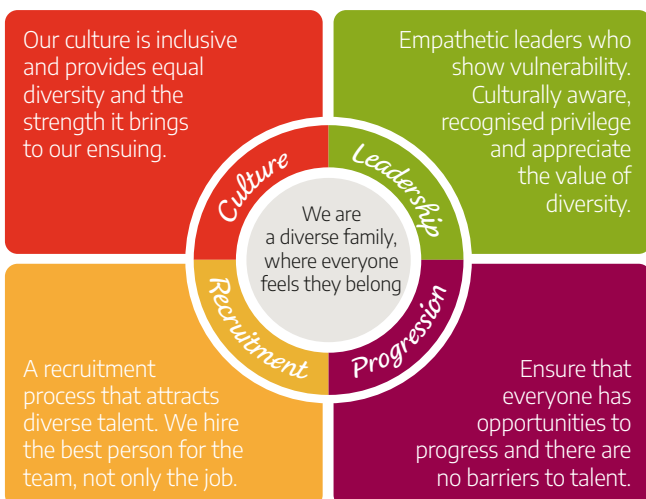 Our culture is inclusive
and provides equal
diversity and the
strength it brings
to our ensuing.
Empathetic leaders who
show vulnerability.
Culturally aware,
recognised privilege
and appreciate
the value of
diversity.
Culture
Leadership
We are
a diverse family,
where everyone
feels they belong
Recruitment
Progression
A recruitment
process that attracts
diverse talent. We hire
the best person for the
team, not only the job.
Ensure that
everyone has
opportunities to
progress and there are
no barriers to talent.